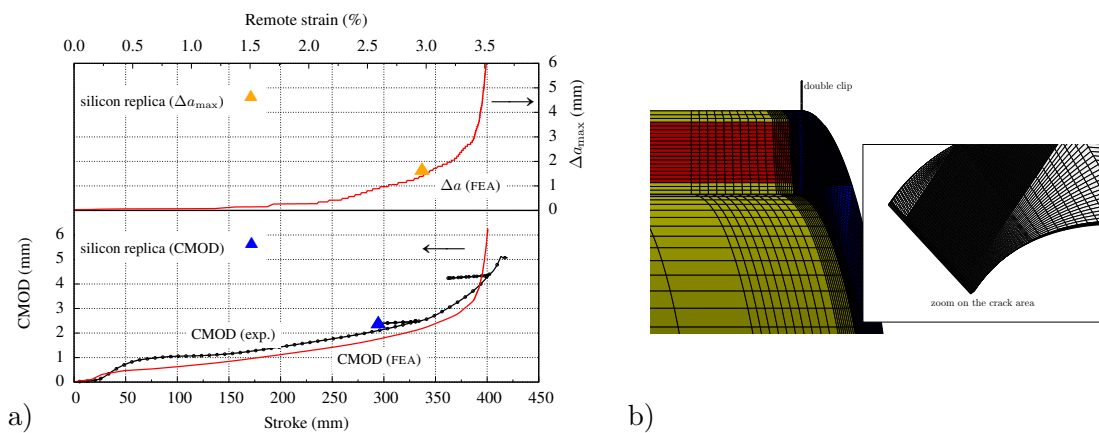 Remote strain (%)
0.0 0.3 1.0 1.5 2.2 2.6 3.0 3.5
silicon replica (Δa_max)
Δa (FEA)
6
5
4
3
2
1
0
Δa_max (mm)
silicon replica (CMOD)
CMOD (exp.)
CMOD (FEA)
CMOD (mm)
6
5
4
3
2
1
0
0 50 100 150 200 250 300 350 400 450
Stroke (mm)
a)
double clip
zoom on the crack area
b)